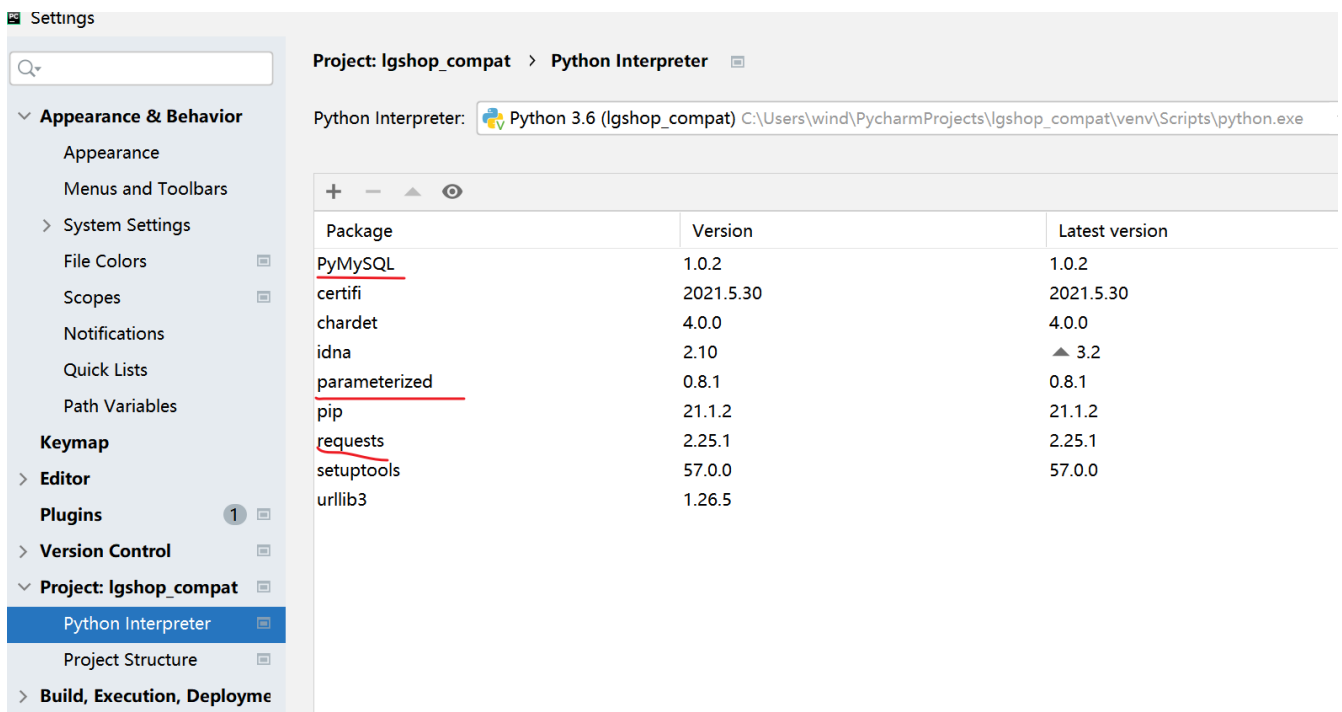 Settings
Appearance & Behavior
Appearance
Menus and Toolbars
System Settings
File Colors
Scopes
Notifications
Quick Lists
Path Variables
Keymap
Editor
Plugins 1
Version Control
Project: lgshop_compat
Python Interpreter
Project Structure
Build, Execution, Deployme
Project: lgshop_compat > Python Interpreter
Python Interpreter: Python 3.6 (lgshop_compat) C:\Users\wind\PycharmProjects\lgshop_compat\venv\Scripts\python.exe
Package Version Latest version
PyMySQL 1.0.2 1.0.2
certifi 2021.5.30 2021.5.30
chardet 4.0.0 4.0.0
idna 2.10 3.2
parameterized 0.8.1 0.8.1
pip 21.1.2 21.1.2
requests 2.25.1 2.25.1
setuptools 57.0.0 57.0.0
urllib3 1.26.5